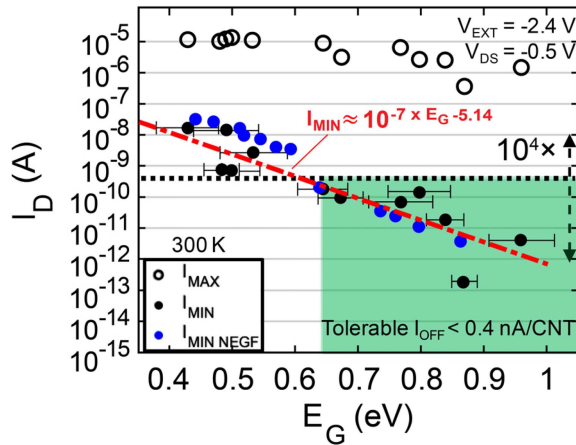 V_EXT = -2.4 V
V_DS = -0.5 V
I_MIN ≈ 10^-7 x E_G -5.14
10^4×
300 K
I_MAX
I_MIN
I_MIN NEGF
Tolerable I_OFF < 0.4 nA/CNT
I_D (A)
10^-5
10^-6
10^-7
10^-8
10^-9
10^-10
10^-11
10^-12
10^-13
10^-14
10^-15
0.4 0.5 0.6 0.7 0.8 0.9 1
E_G (eV)